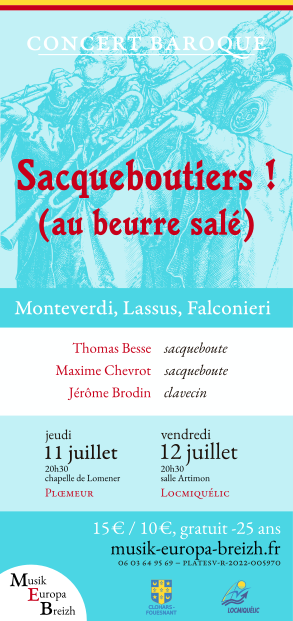 CONCERT BAROQUE
Sacqueboutiers !
(au beurre salé)
Monteverdi, Lassus, Falconieri
Thomas Besse sacqueboute
Maxime Chevrot sacqueboute
Jérôme Brodin clavecin
jeudi
11 juillet
20h30
chapelle de Lomener
Plœmeur
vendredi
12 juillet
20h30
salle Artimon
Locmiquélic
15 € / 10 €, gratuit -25 ans
musik-europa-breizh.fr
06 03 64 95 69 – PLATESV-R-2022-005970
Musik
Europa
Breizh
CLOHARS-
FOUESNANT
LOCMIQUÉLIC